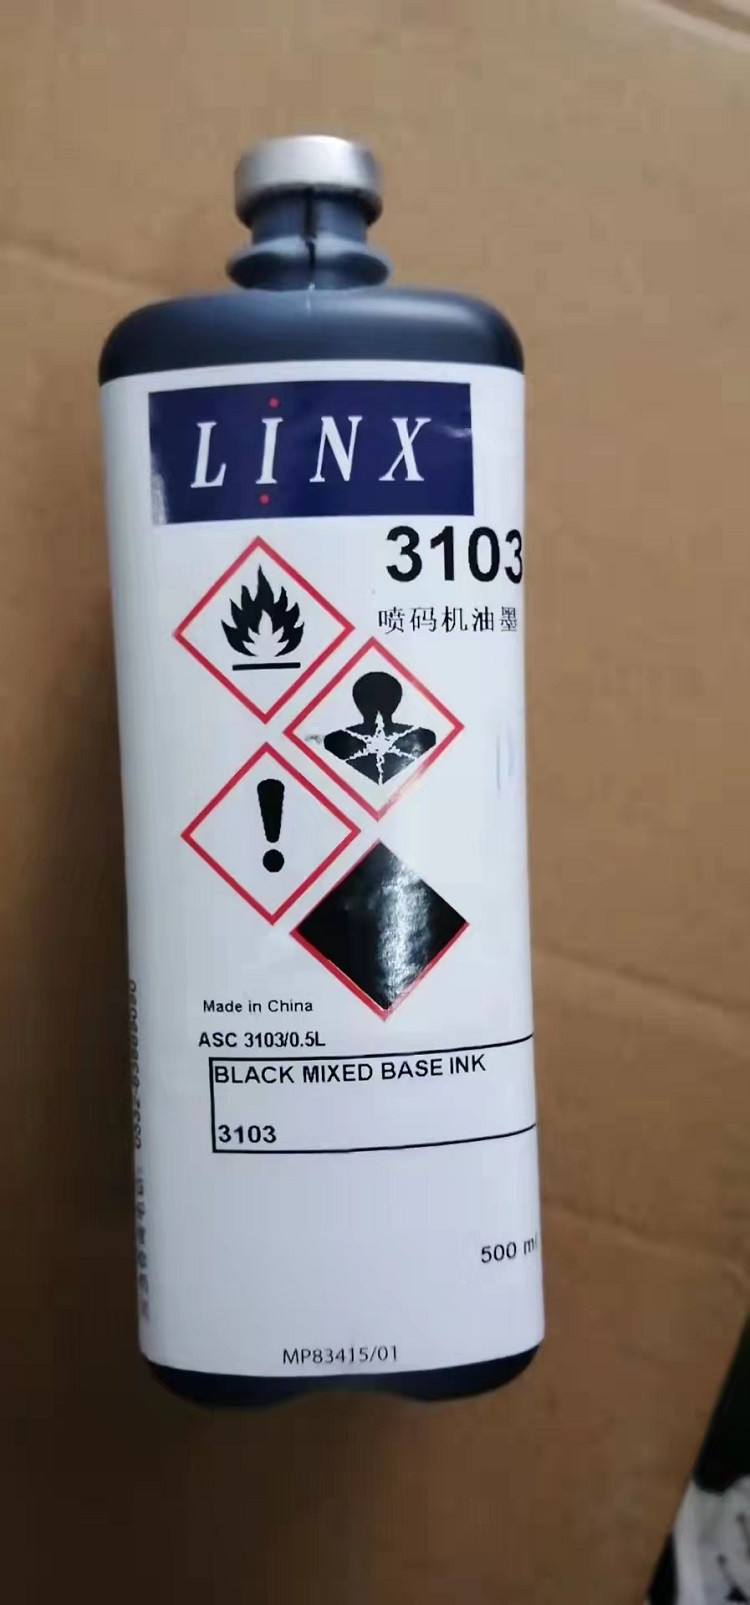 LINX
3103
喷码机油墨
Made in China
ASC 3103/0.5L
BLACK MIXED BASE INK
3103
500 ml
MP83415/01